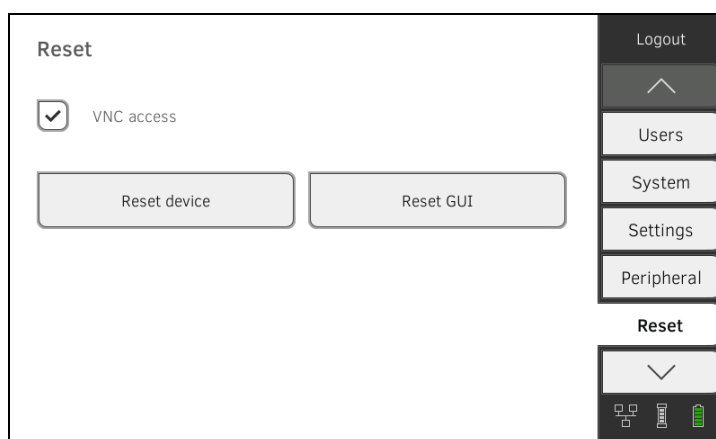 Reset
VNC access
Reset device
Reset GUI
Logout
Users
System
Settings
Peripheral
Reset